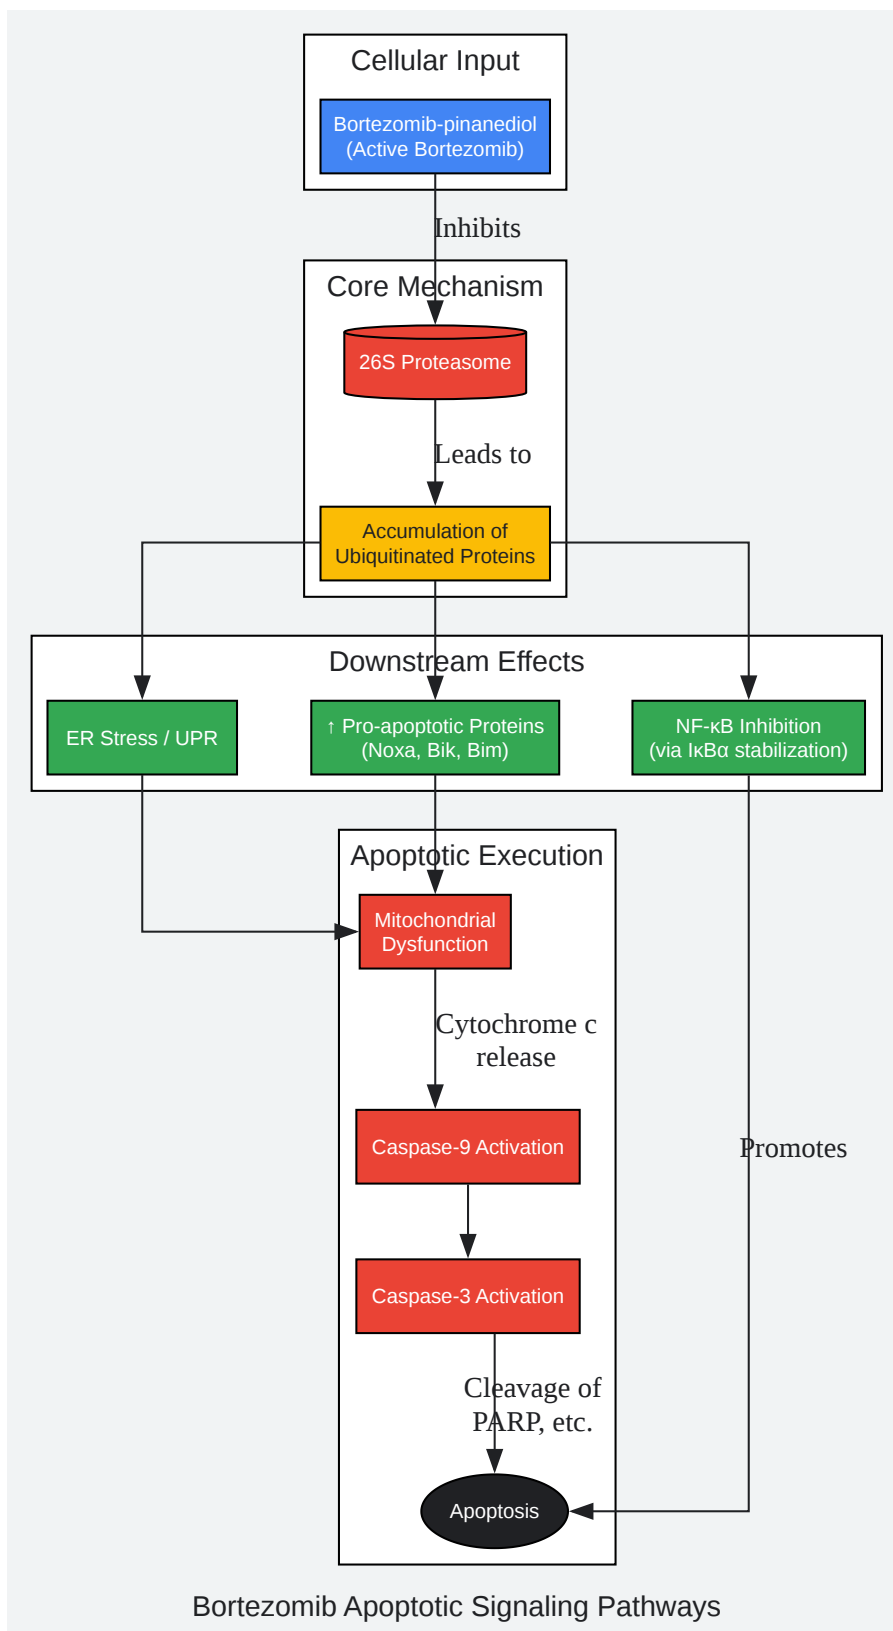 Cellular Input
Bortezomib-pinanediol
(Active Bortezomib)
Inhibits
Core Mechanism
26S Proteasome
Leads to
Accumulation of
Ubiquitinated Proteins
Downstream Effects
ER Stress / UPR
↑ Pro-apoptotic Proteins
(Noxa, Bik, Bim)
NF-κB Inhibition
(via IκBα stabilization)
Apoptotic Execution
Mitochondrial
Dysfunction
Cytochrome c
release
Caspase-9 Activation
Promotes
Caspase-3 Activation
Cleavage of
PARP, etc.
Apoptosis
Bortezomib Apoptotic Signaling Pathways